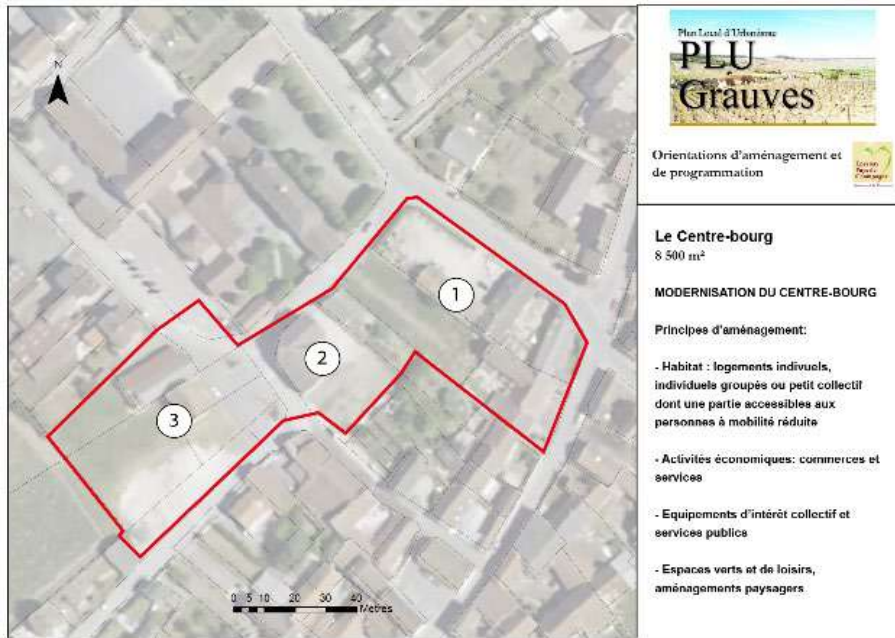 N
1
2
3
0 5 10 20 30 40
Metres
Plan Local d'Urbanisme
PLU
Grauves
Orientations d'aménagement et
de programmation
Le Centre-bourg
8 500 m²
MODERNISATION DU CENTRE-BOURG
Principes d'aménagement:
- Habitat : logements indivuels,
individuels groupés ou petit collectif
dont une partie accessibles aux
personnes à mobilité réduite
- Activités économiques: commerces et
services
- Equipements d'intérêt collectif et
services publics
- Espaces verts et de loisirs,
aménagements paysagers